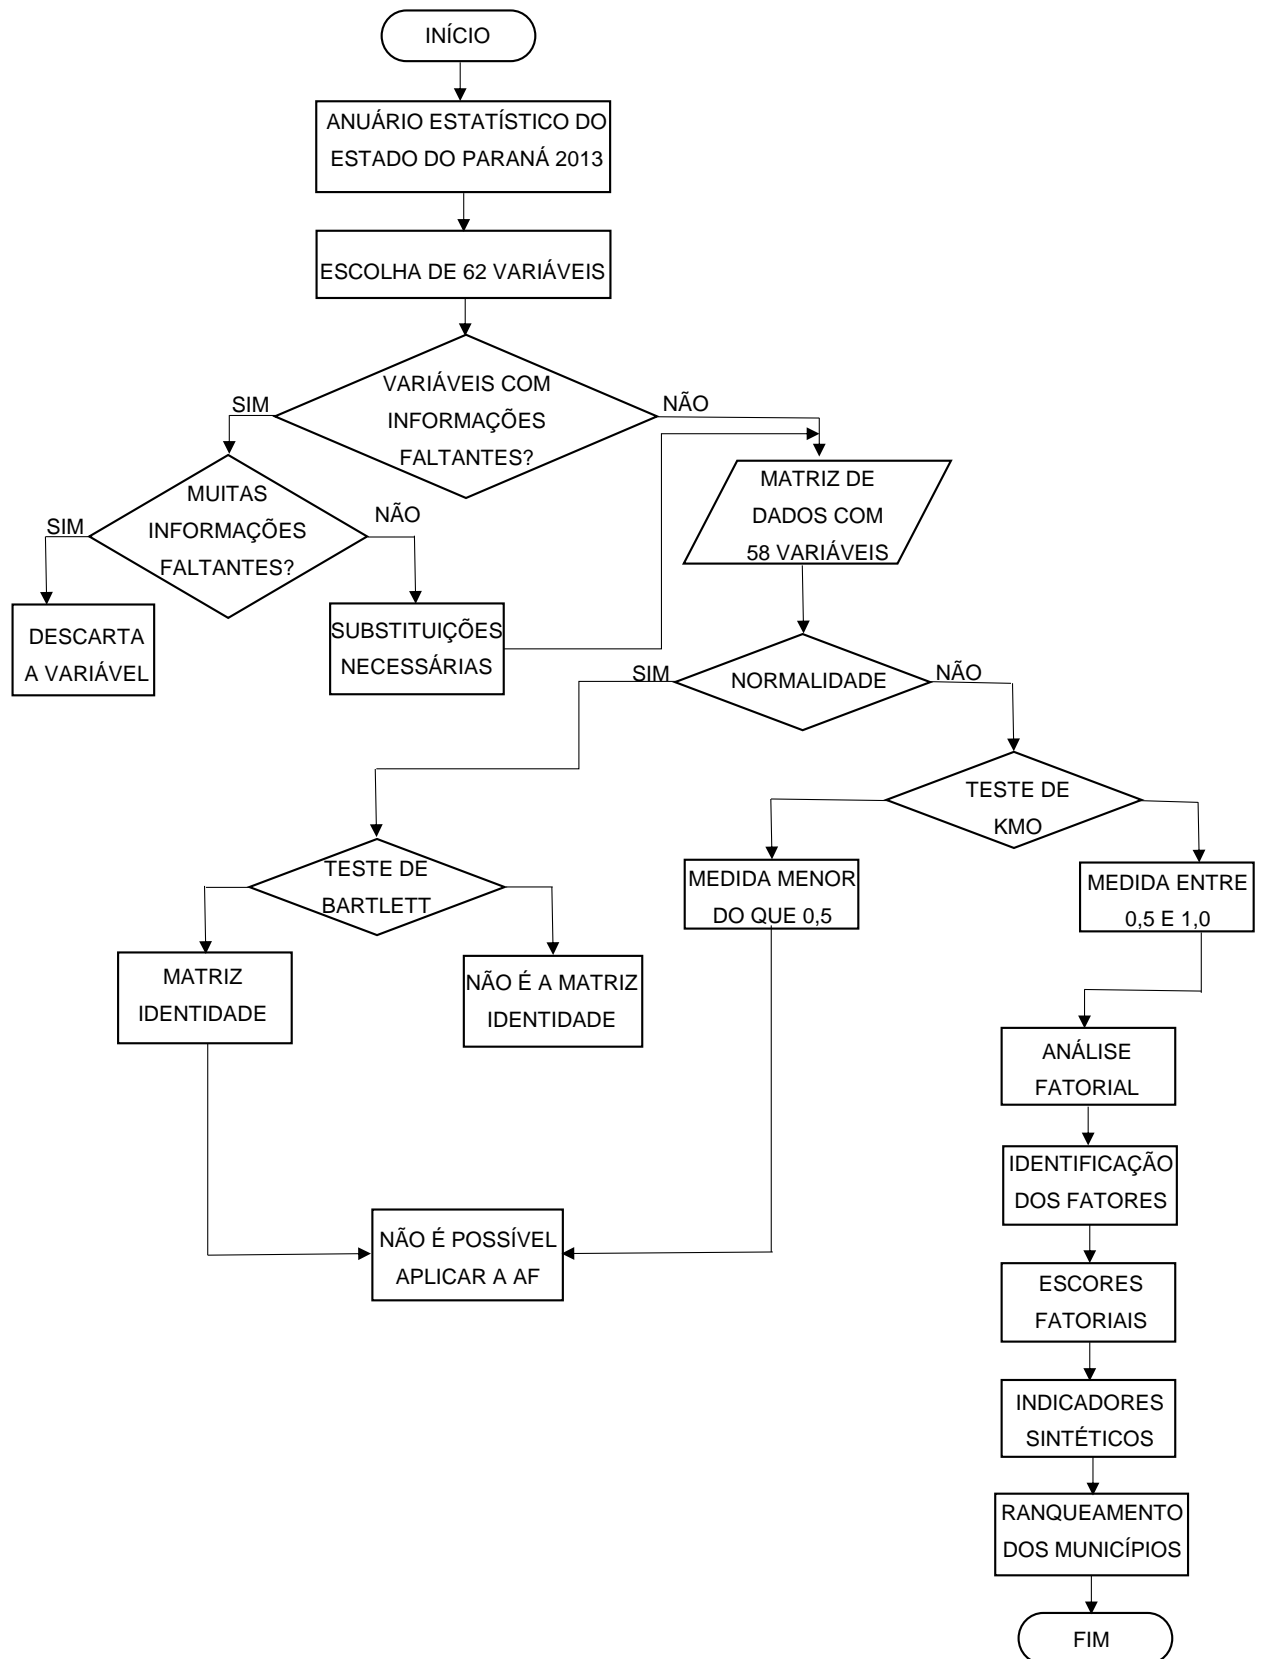 INÍCIO
ANUÁRIO ESTATÍSTICO DO
ESTADO DO PARANÁ 2013
ESCOLHA DE 62 VARIÁVEIS
VARIÁVEIS COM
INFORMAÇÕES
FALTANTES?
SIM
NÃO
MUITAS
INFORMAÇÕES
FALTANTES?
SIM
NÃO
MATRIZ DE
DADOS COM
58 VARIÁVEIS
DESCARTA
A VARIÁVEL
SUBSTITUIÇÕES
NECESSÁRIAS
NORMALIDADE
SIM
NÃO
TESTE DE
KMO
TESTE DE
BARTLETT
MEDIDA MENOR
DO QUE 0,5
MEDIDA ENTRE
0,5 E 1,0
MATRIZ
IDENTIDADE
NÃO É A MATRIZ
IDENTIDADE
ANÁLISE
FATORIAL
IDENTIFICAÇÃO
DOS FATORES
NÃO É POSSÍVEL
APLICAR A AF
ESCORES
FATORIAIS
INDICADORES
SINTÉTICOS
RANQUEAMENTO
DOS MUNICÍPIOS
FIM